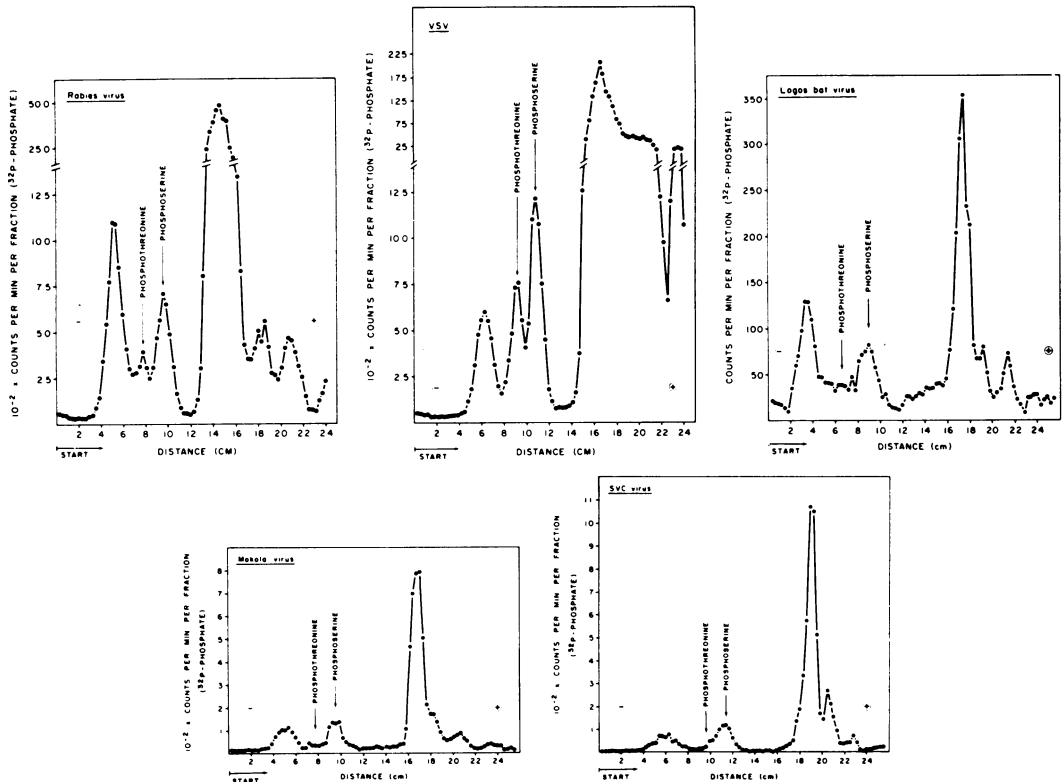 Rabies virus
10⁻² x COUNTS PER MIN PER FRACTION (³²P-PHOSPHATE)
50.0
25.0
12.5
10.0
7.5
5.0
2.5
PHOSPHOTHREONINE
PHOSPHOSERINE
-
+
2 4 6 8 10 12 14 16 18 20 22 24
START
DISTANCE (CM)
VSV
10⁻² x COUNTS PER MIN PER FRACTION (³²P-PHOSPHATE)
225
175
125
75
25
12.5
10.0
7.5
5.0
2.5
PHOSPHOTHREONINE
PHOSPHOSERINE
-
+
2 4 6 8 10 12 14 16 18 20 22 24
START
DISTANCE (CM)
Lagos bat virus
COUNTS PER MIN PER FRACTION (³²P-PHOSPHATE)
350
300
250
200
150
100
50
PHOSPHOTHREONINE
PHOSPHOSERINE
-
+
2 4 6 8 10 12 14 16 18 20 22 24
START
DISTANCE (CM)
Mokola virus
10⁻² x COUNTS PER MIN PER FRACTION
(³²P-PHOSPHATE)
8
7
6
5
4
3
2
1
PHOSPHOTHREONINE
PHOSPHOSERINE
-
+
2 4 6 8 10 12 14 16 18 20 22 24
START
DISTANCE (cm)
SVC virus
10⁻² x COUNTS PER MIN PER FRACTION
(³²P-PHOSPHATE)
11
10
9
8
7
6
5
4
3
2
1
PHOSPHOTHREONINE
PHOSPHOSERINE
-
+
2 4 6 8 10 12 14 16 18 20 22 24
START
DISTANCE (cm)